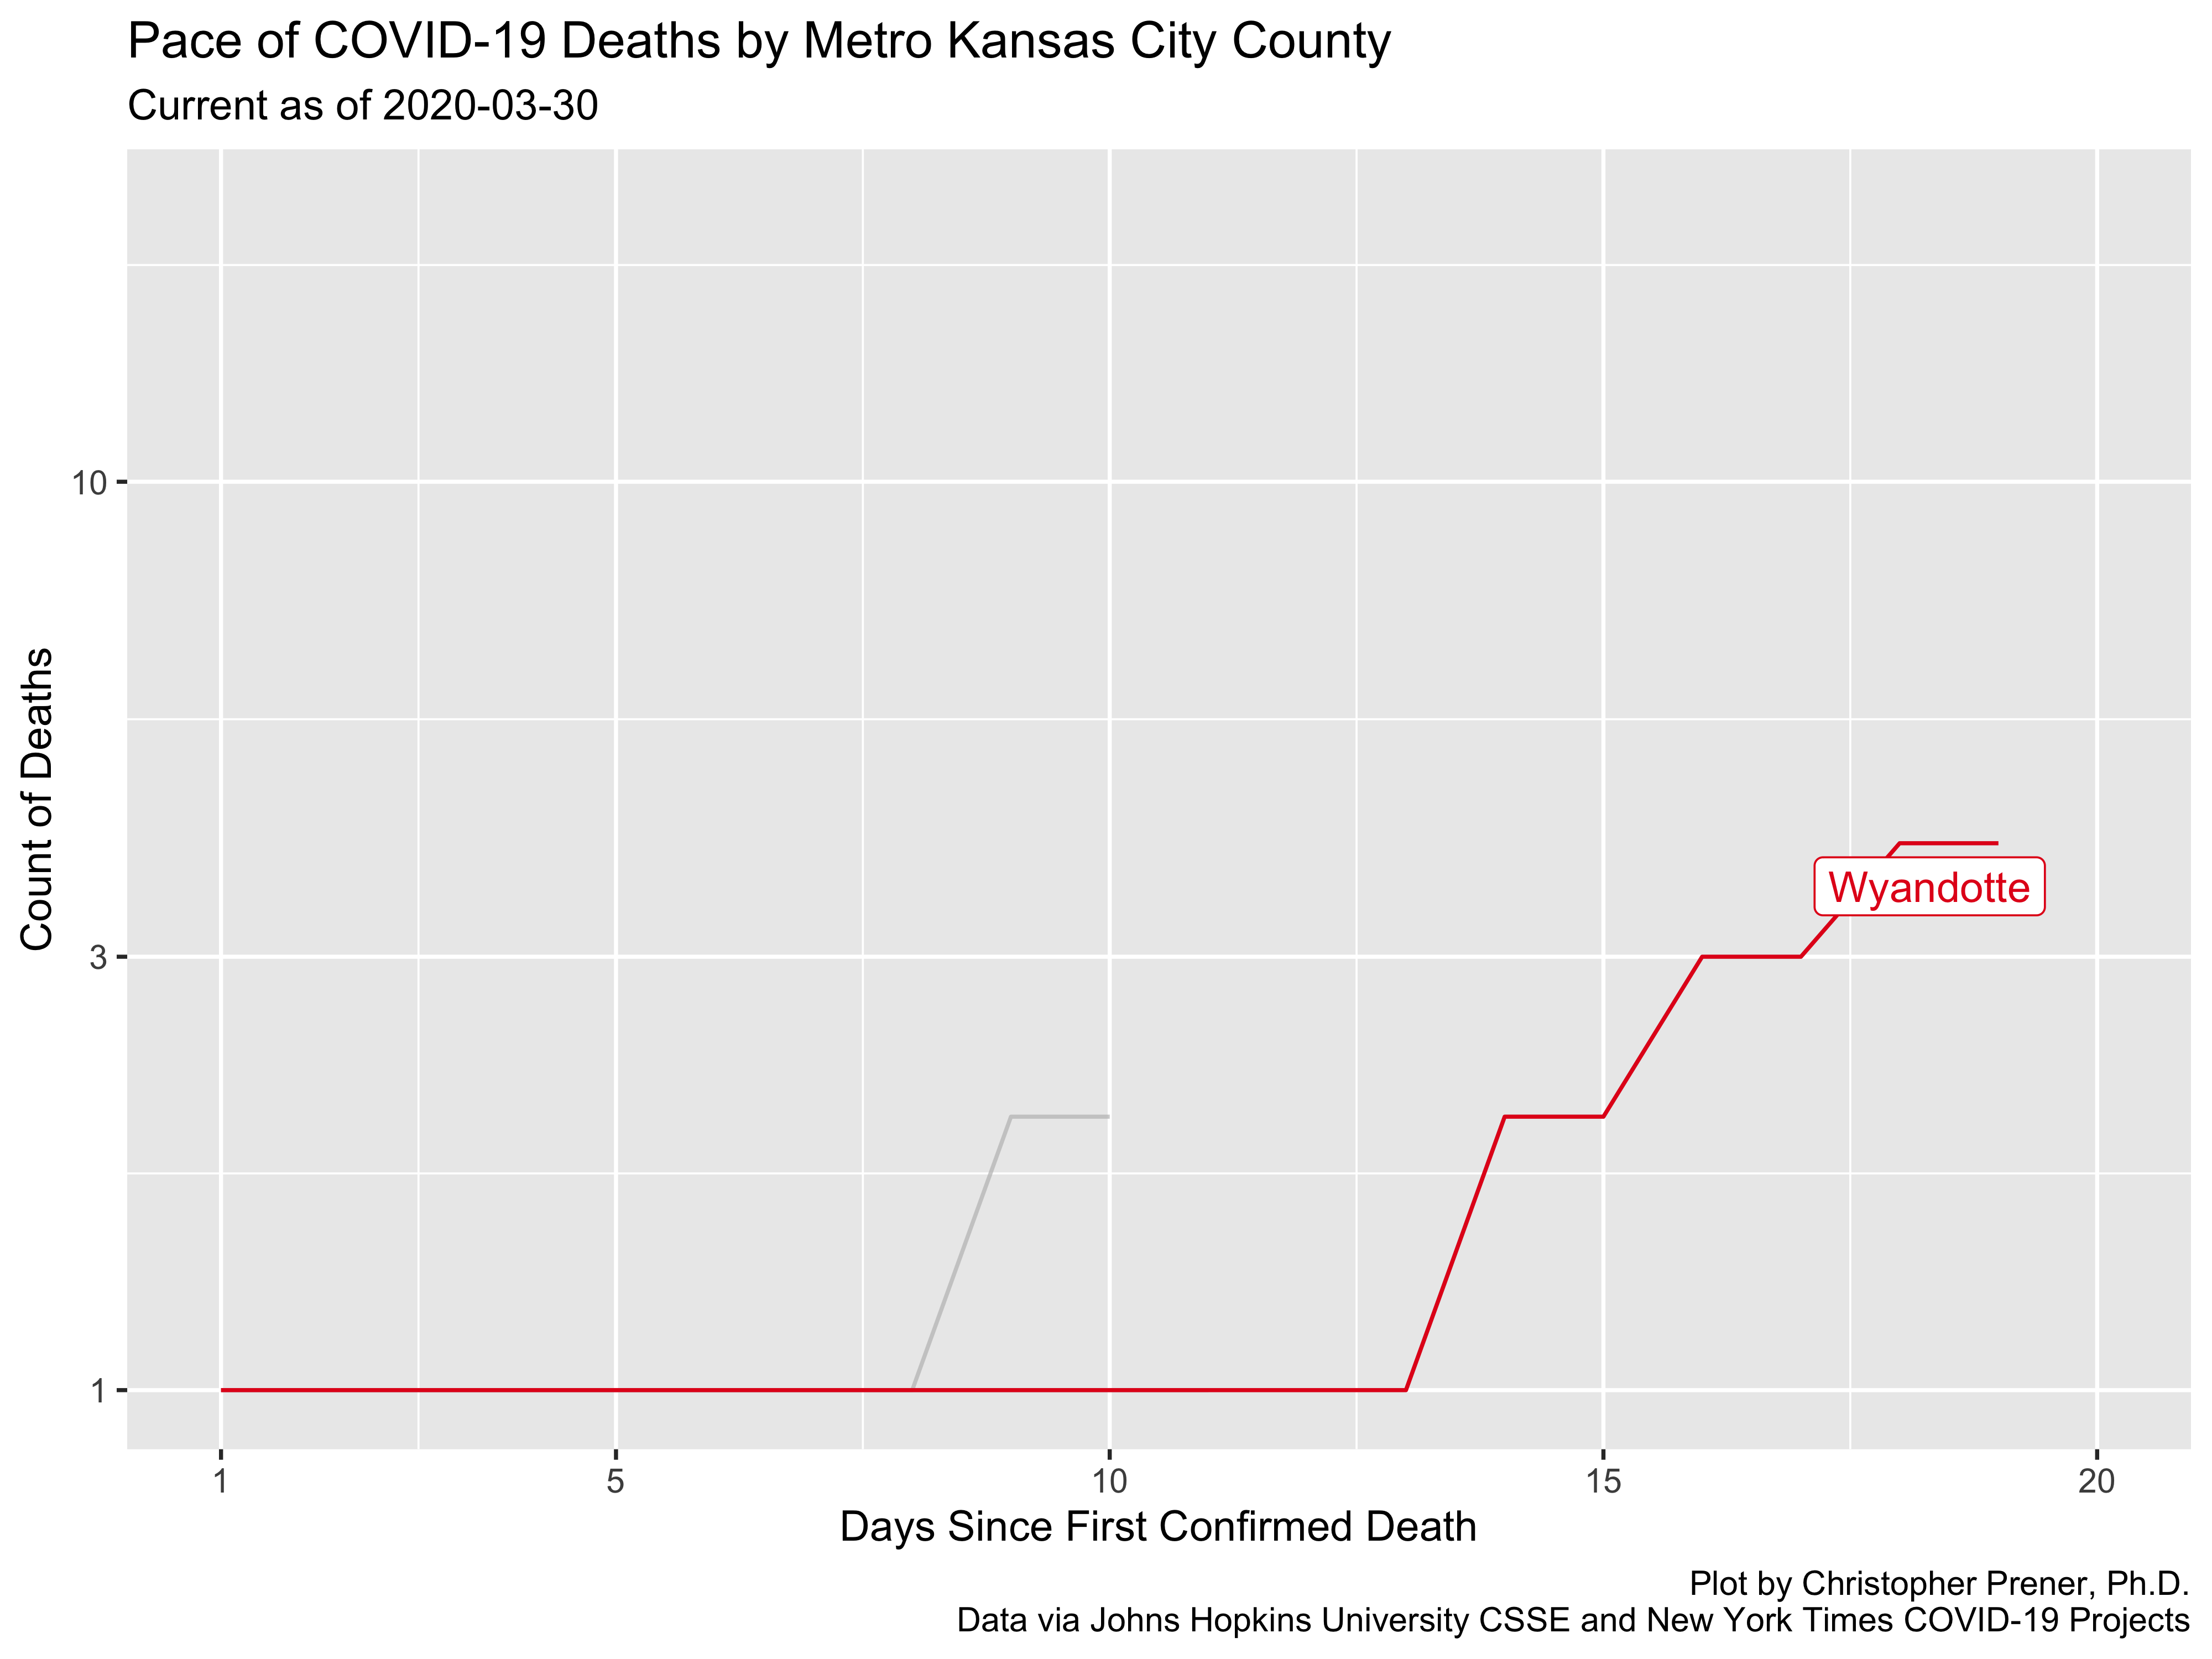 Pace of COVID-19 Deaths by Metro Kansas City County
Current as of 2020-03-30
Count of Deaths
10
3
1
Wyandotte
1 5 10 15 20
Days Since First Confirmed Death
Plot by Christopher Prener, Ph.D.
Data via Johns Hopkins University CSSE and New York Times COVID-19 Projects